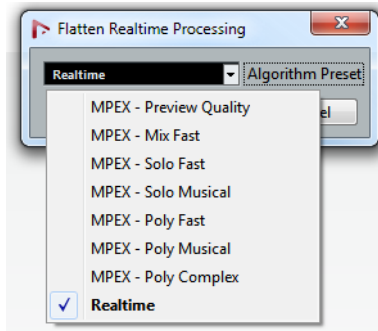 Flatten Realtime Processing
Realtime Algorithm Preset
MPEX - Preview Quality
MPEX - Mix Fast
MPEX - Solo Fast
MPEX - Solo Musical
MPEX - Poly Fast
MPEX - Poly Musical
MPEX - Poly Complex
Realtime